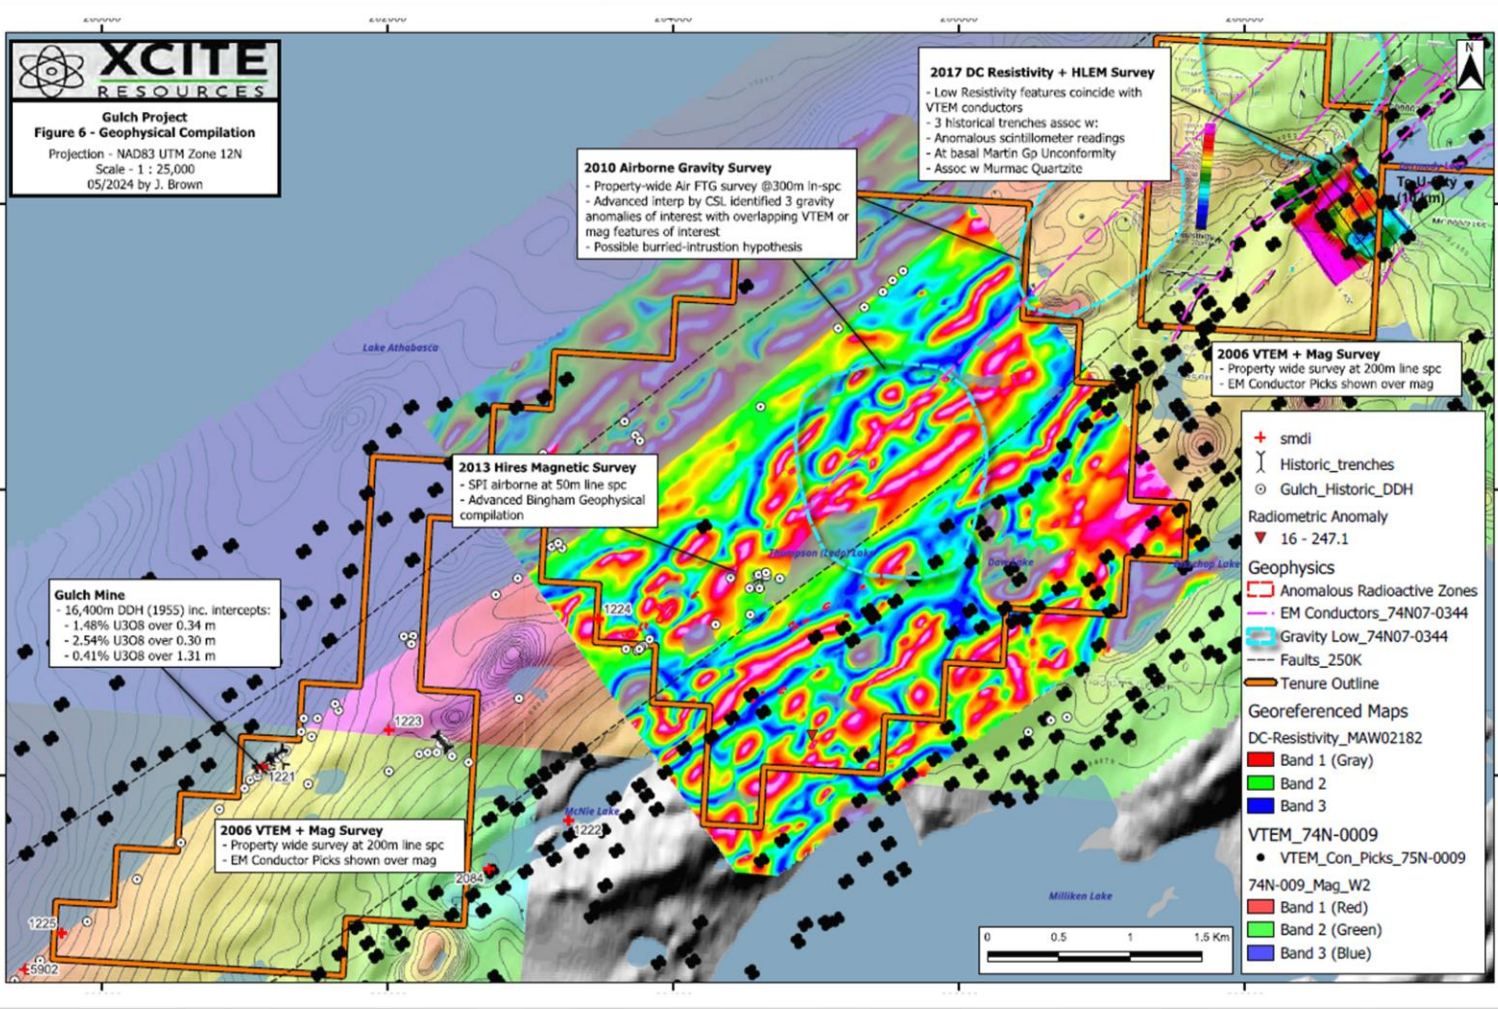 XCITE
RESOURCES
Gulch Project
Figure 6 - Geophysical Compilation
Projection - NAD83 UTM Zone 12N
Scale - 1 : 25,000
05/2024 by J. Brown
2017 DC Resistivity + HLEM Survey
- Low Resistivity features coincide with
VTEM conductors
- 3 historical trenches assoc w:
- Anomalous scintillometer readings
- At basal Martin Gp Unconformity
- Assoc w Murmac Quartzite
N
2010 Airborne Gravity Survey
- Property-wide Air FTG survey @300m ln-spc
- Advanced interp by CSL identified 3 gravity
anomalies of interest with overlapping VTEM or
mag features of interest
- Possible burried-intrustion hypothesis
Lake Athabasca
2006 VTEM + Mag Survey
- Property wide survey at 200m line spc
- EM Conductor Picks shown over mag
2013 Hires Magnetic Survey
- SPI airborne at 50m line spc
- Advanced Bingham Geophysical
compilation
Gulch Mine
- 16,400m DDH (1955) inc. intercepts:
- 1.48% U3O8 over 0.34 m
- 2.54% U3O8 over 0.30 m
- 0.41% U3O8 over 1.31 m
1224
1223
1221
McNie Lake
1222
2006 VTEM + Mag Survey
- Property wide survey at 200m line spc
- EM Conductor Picks shown over mag
2084
1225
5902
Milliken Lake
0 0.5 1 1.5 Km
smdi
Historic_trenches
Gulch_Historic_DDH
Radiometric Anomaly
16 - 247.1
Geophysics
Anomalous Radioactive Zones
EM Conductors_74N07-0344
Gravity Low_74N07-0344
Faults_250K
Tenure Outline
Georeferenced Maps
DC-Resistivity_MAW02182
Band 1 (Gray)
Band 2
Band 3
VTEM_74N-0009
VTEM_Con_Picks_75N-0009
74N-009_Mag_W2
Band 1 (Red)
Band 2 (Green)
Band 3 (Blue)